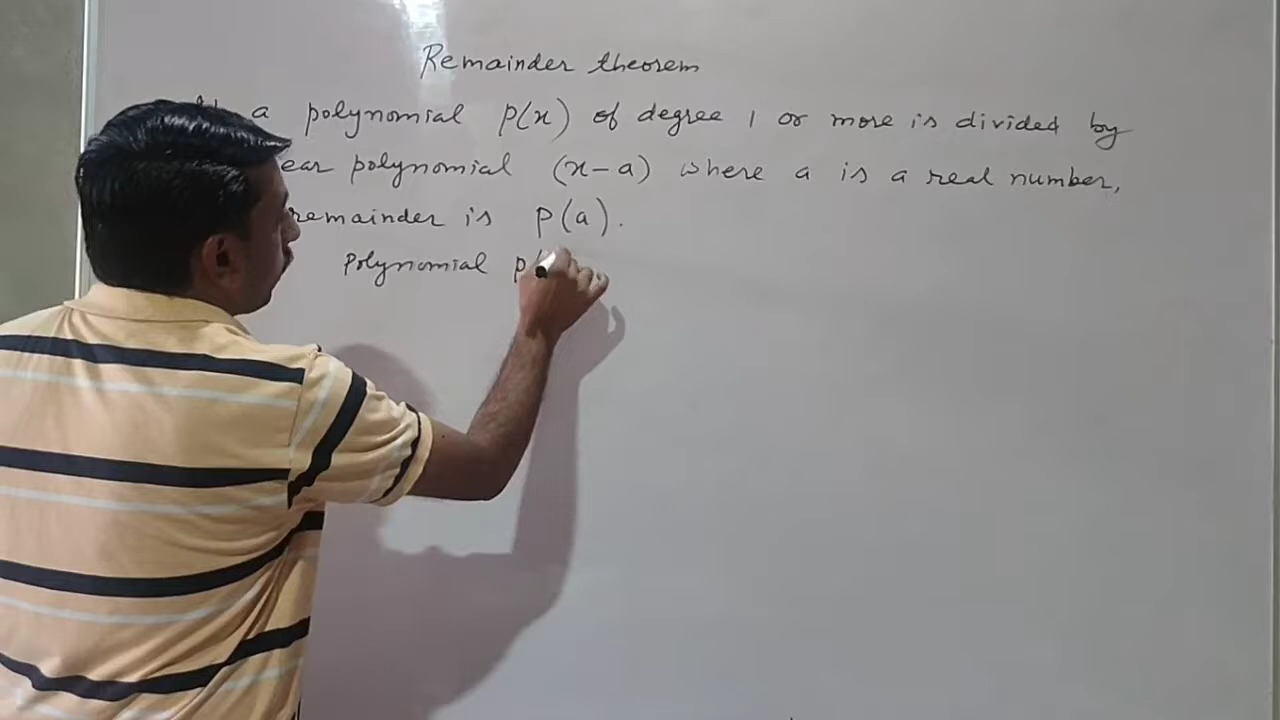 Remainder theorem
a polynomial p(x) of degree 1 or more is divided by
polynomial (x-a) where a is a real number,
remainder is p(a).
Polynomial